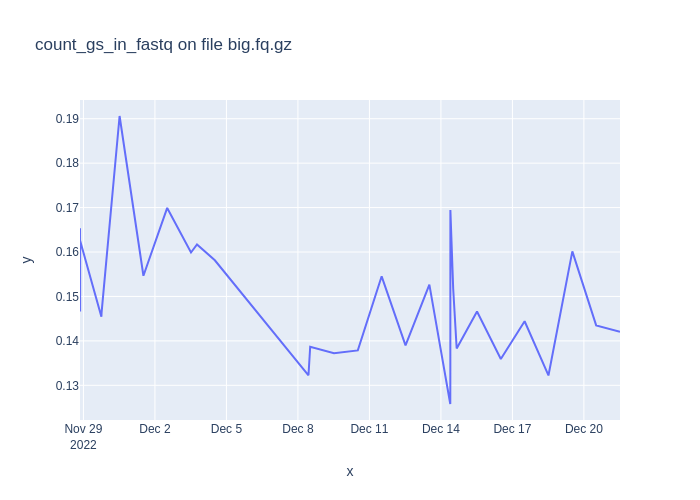 count_gs_in_fastq on file big.fq.gz
0.19
0.18
0.17
0.16
0.15
0.14
0.13
y
Nov 29
2022
Dec 2
Dec 5
Dec 8
Dec 11
Dec 14
Dec 17
Dec 20
x